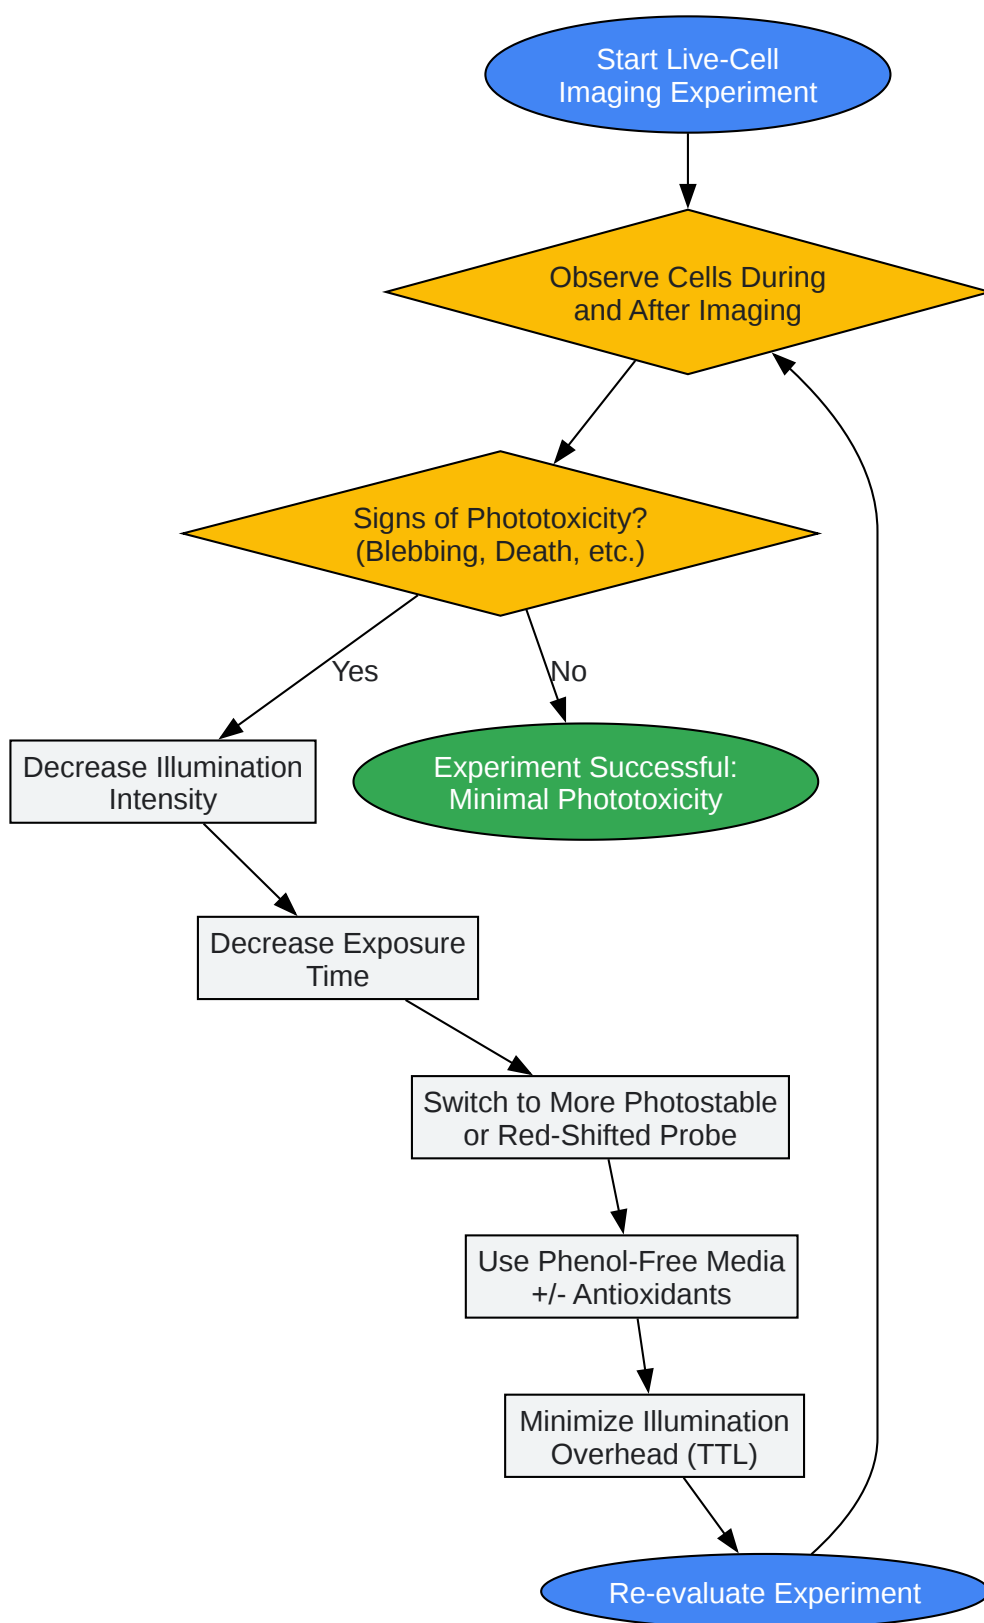 Start Live-Cell
Imaging Experiment
Observe Cells During
and After Imaging
Signs of Phototoxicity?
(Blebbing, Death, etc.)
Yes
No
Decrease Illumination
Intensity
Experiment Successful:
Minimal Phototoxicity
Decrease Exposure
Time
Switch to More Photostable
or Red-Shifted Probe
Use Phenol-Free Media
+/- Antioxidants
Minimize Illumination
Overhead (TTL)
Re-evaluate Experiment